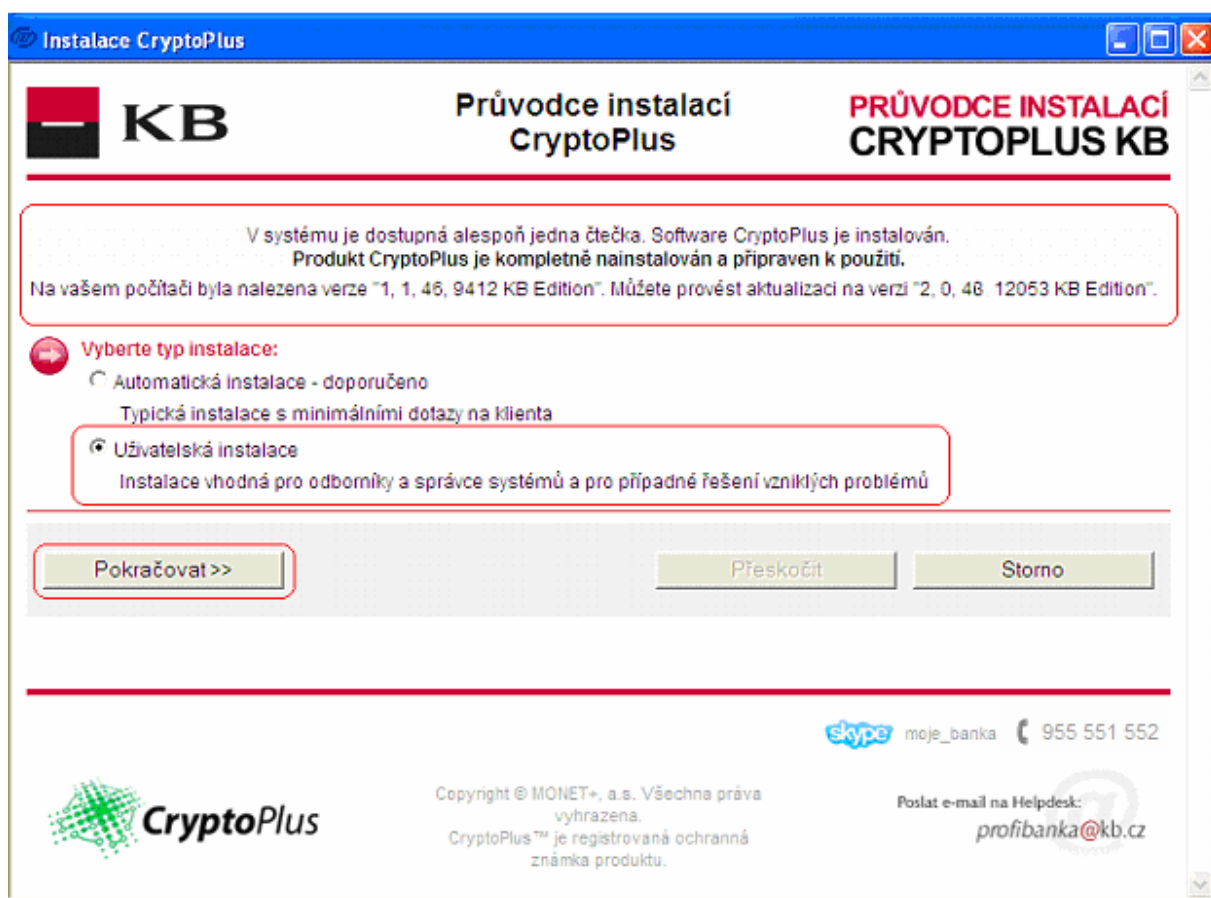 Instalace CryptoPlus
KB
Průvodce instalací
CryptoPlus
PRŮVODCE INSTALACÍ
CRYPTOPLUS KB
V systému je dostupná alespoň jedna čtečka. Software CryptoPlus je instalován.
Produkt CryptoPlus je kompletně nainstalován a připraven k použití.
Na vašem počítači byla nalezena verze "1, 1, 46, 9412 KB Edition". Můžete provést aktualizaci na verzi "2, 0, 46, 12053 KB Edition".
Vyberte typ instalace:
Automatická instalace - doporučeno
Typická instalace s minimálními dotazy na klienta
Uživatelská instalace
Instalace vhodná pro odborníky a správce systémů a pro případné řešení vzniklých problémů
Pokračovat >>
Přeskočit
Storno
skype moje_banka 955 551 552
CryptoPlus
Copyright © MONET+, a.s. Všechna práva
vyhrazena.
CryptoPlus™ je registrovaná ochranná
známka produktu.
Poslat e-mail na Helpdesk:
profibanka@kb.cz